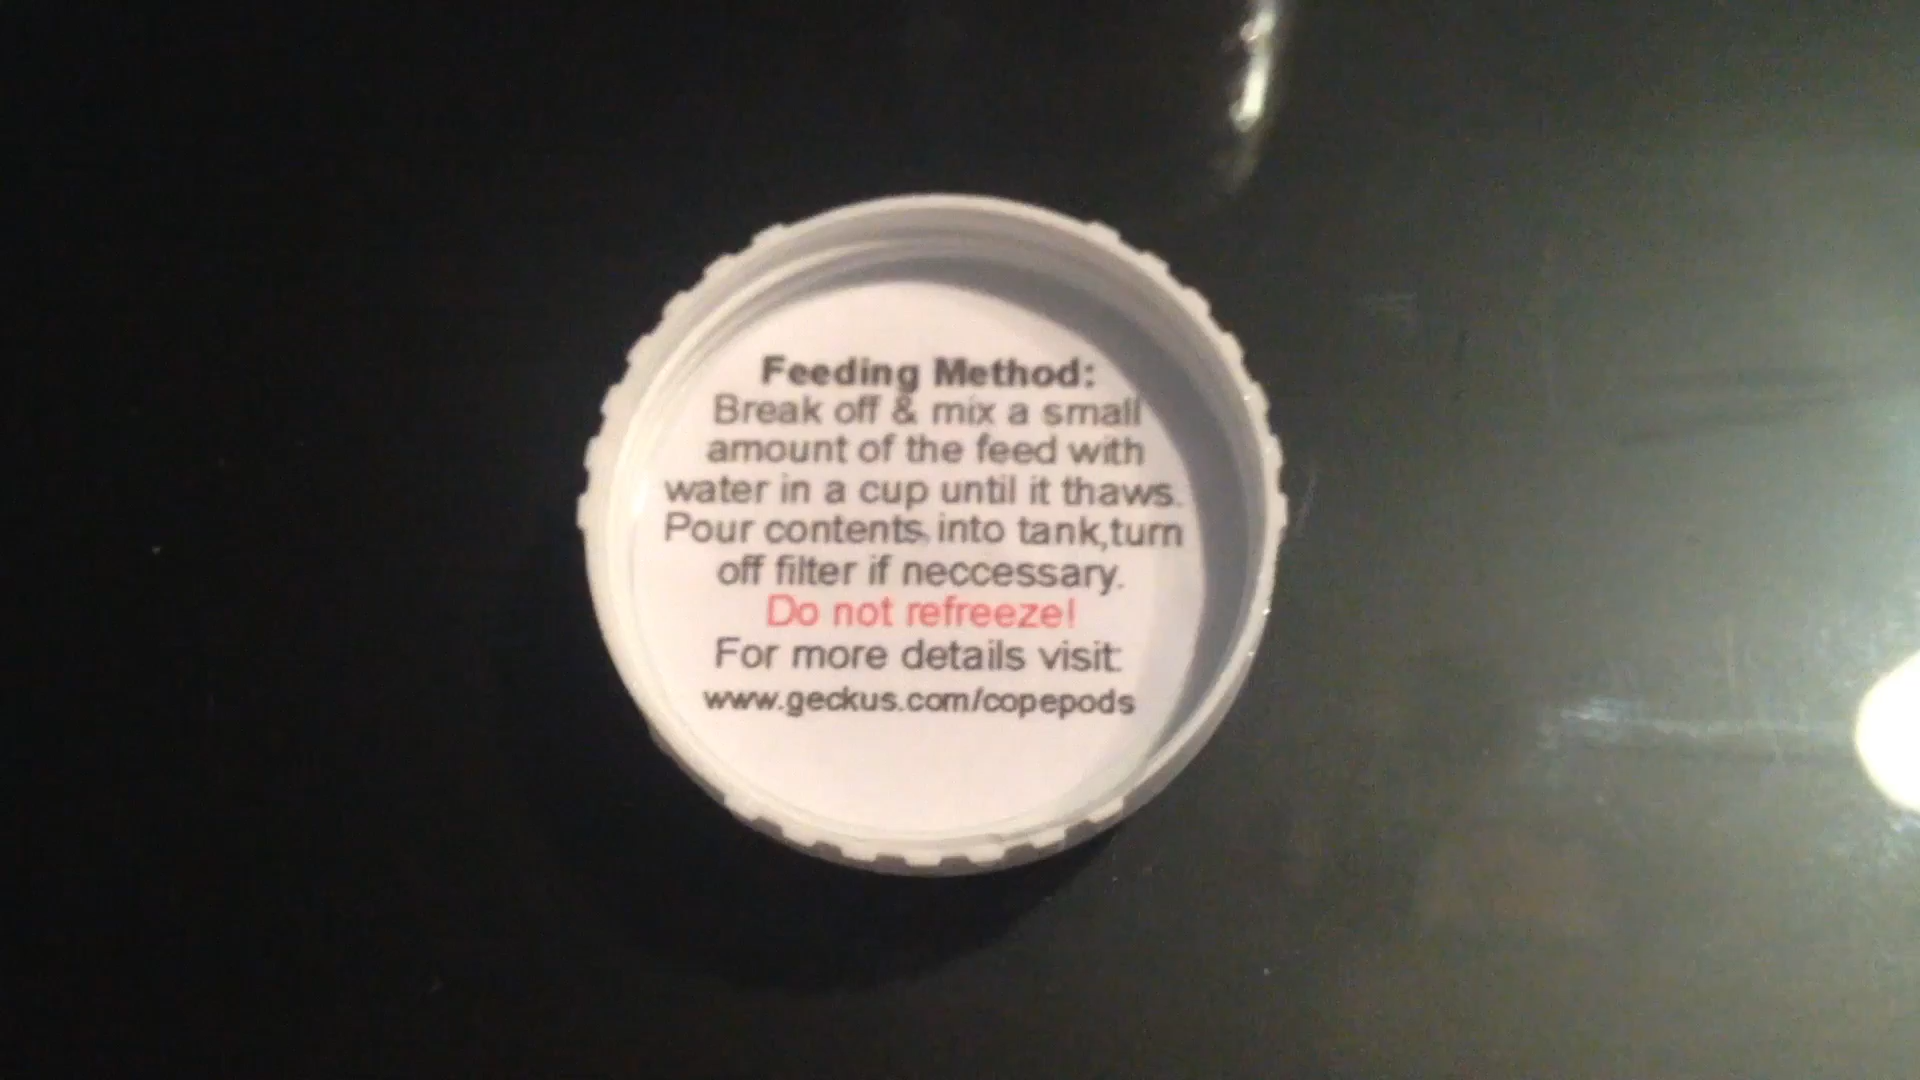 Feeding Method:
Break off & mix a small
amount of the feed with
water in a cup until it thaws.
Pour contents into tank,turn
off filter if neccessary.
Do not refreeze!
For more details visit:
www.geckus.com/copepods